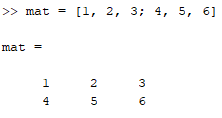 >> mat = [1, 2, 3; 4, 5, 6]
mat =
1 2 3
4 5 6